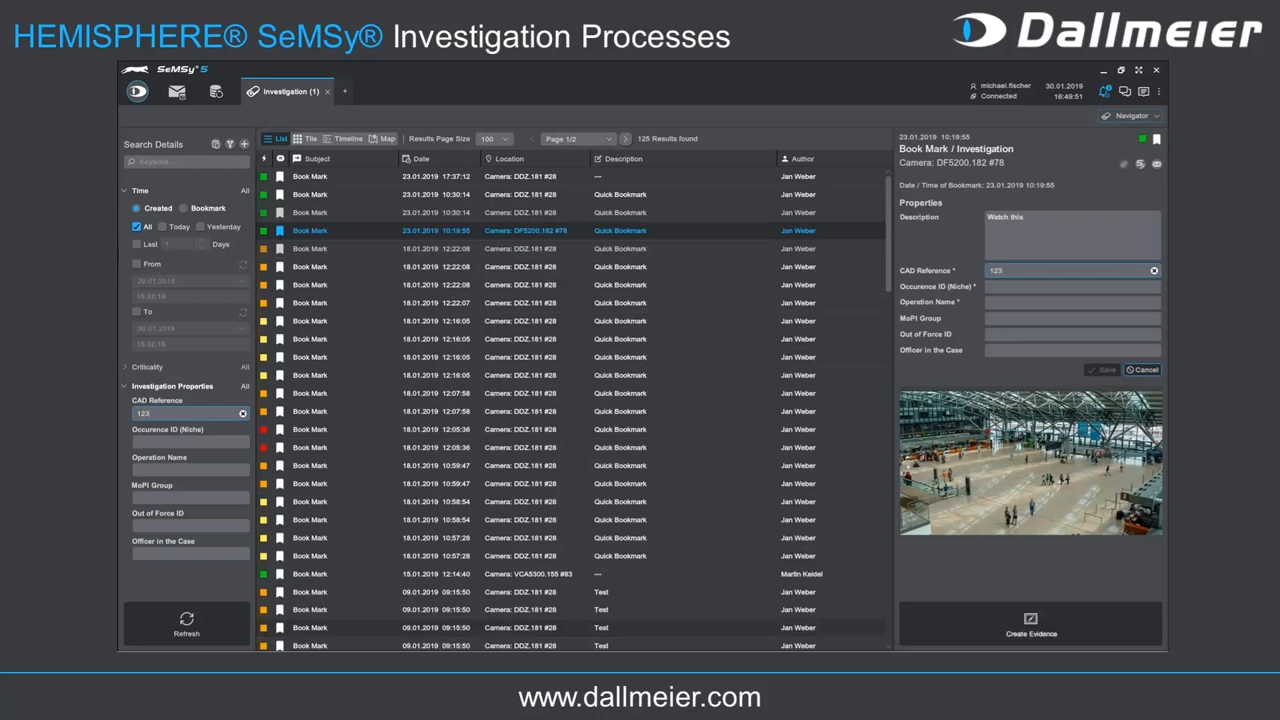 HEMISPHERE® SeMSy® Investigation Processes
Dallmeier
SeMSy® S
Investigation (1)
michael.fischer
Connected
30.01.2019
16:49:51
Navigator
Search Details
Keyword ...
Time All
Created Bookmark
All Today Yesterday
Last 1 Days
From
29.01.2019
15:32:19
To
30.01.2019
15:32:19
Criticality All
Investigation Properties All
CAD Reference
123
Occurence ID (Niche)
Operation Name
MoPI Group
Out of Force ID
Officer in the Case
Refresh
List Tile Timeline Map Results Page Size 100 Page 1/2 125 Results found
Subject Date Location Description Author
Book Mark 23.01.2019 17:37:12 Camera: DDZ.181 #28 --- Jan Weber
Book Mark 23.01.2019 10:30:14 Camera: DDZ.181 #28 Quick Bookmark Jan Weber
Book Mark 23.01.2019 10:30:14 Camera: DDZ.181 #28 Quick Bookmark Jan Weber
Book Mark 23.01.2019 10:19:55 Camera: DF5200.182 #78 Quick Bookmark Jan Weber
Book Mark 18.01.2019 12:22:08 Camera: DDZ.181 #28 Quick Bookmark Jan Weber
Book Mark 18.01.2019 12:22:08 Camera: DDZ.181 #28 Quick Bookmark Jan Weber
Book Mark 18.01.2019 12:22:08 Camera: DDZ.181 #28 Quick Bookmark Jan Weber
Book Mark 18.01.2019 12:22:07 Camera: DDZ.181 #28 Quick Bookmark Jan Weber
Book Mark 18.01.2019 12:16:05 Camera: DDZ.181 #28 Quick Bookmark Jan Weber
Book Mark 18.01.2019 12:16:05 Camera: DDZ.181 #28 Quick Bookmark Jan Weber
Book Mark 18.01.2019 12:16:05 Camera: DDZ.181 #28 Quick Bookmark Jan Weber
Book Mark 18.01.2019 12:16:05 Camera: DDZ.181 #28 Quick Bookmark Jan Weber
Book Mark 18.01.2019 12:07:58 Camera: DDZ.181 #28 Quick Bookmark Jan Weber
Book Mark 18.01.2019 12:07:58 Camera: DDZ.181 #28 Quick Bookmark Jan Weber
Book Mark 18.01.2019 12:05:36 Camera: DDZ.181 #28 Quick Bookmark Jan Weber
Book Mark 18.01.2019 12:05:36 Camera: DDZ.181 #28 Quick Bookmark Jan Weber
Book Mark 18.01.2019 10:59:47 Camera: DDZ.181 #28 Quick Bookmark Jan Weber
Book Mark 18.01.2019 10:59:47 Camera: DDZ.181 #28 Quick Bookmark Jan Weber
Book Mark 18.01.2019 10:58:54 Camera: DDZ.181 #28 Quick Bookmark Jan Weber
Book Mark 18.01.2019 10:58:54 Camera: DDZ.181 #28 Quick Bookmark Jan Weber
Book Mark 18.01.2019 10:57:28 Camera: DDZ.181 #28 Quick Bookmark Jan Weber
Book Mark 18.01.2019 10:57:28 Camera: DDZ.181 #28 Quick Bookmark Jan Weber
Book Mark 15.01.2019 12:14:40 Camera: VCA5300.155 #83 --- Martin Keidel
Book Mark 09.01.2019 09:15:50 Camera: DDZ.181 #28 Test Jan Weber
Book Mark 09.01.2019 09:15:50 Camera: DDZ.181 #28 Test Jan Weber
Book Mark 09.01.2019 09:15:50 Camera: DDZ.181 #28 Test Jan Weber
Book Mark 09.01.2019 09:15:50 Camera: DDZ.181 #28 Test Jan Weber
23.01.2019 10:19:55
Book Mark / Investigation
Camera: DF5200.182 #78
Date / Time of Bookmark: 23.01.2019 10:19:55
Properties
Description Watch this
CAD Reference * 123
Occurence ID (Niche) *
Operation Name *
MoPI Group
Out of Force ID
Officer in the Case
Save Cancel
Create Evidence
www.dallmeier.com